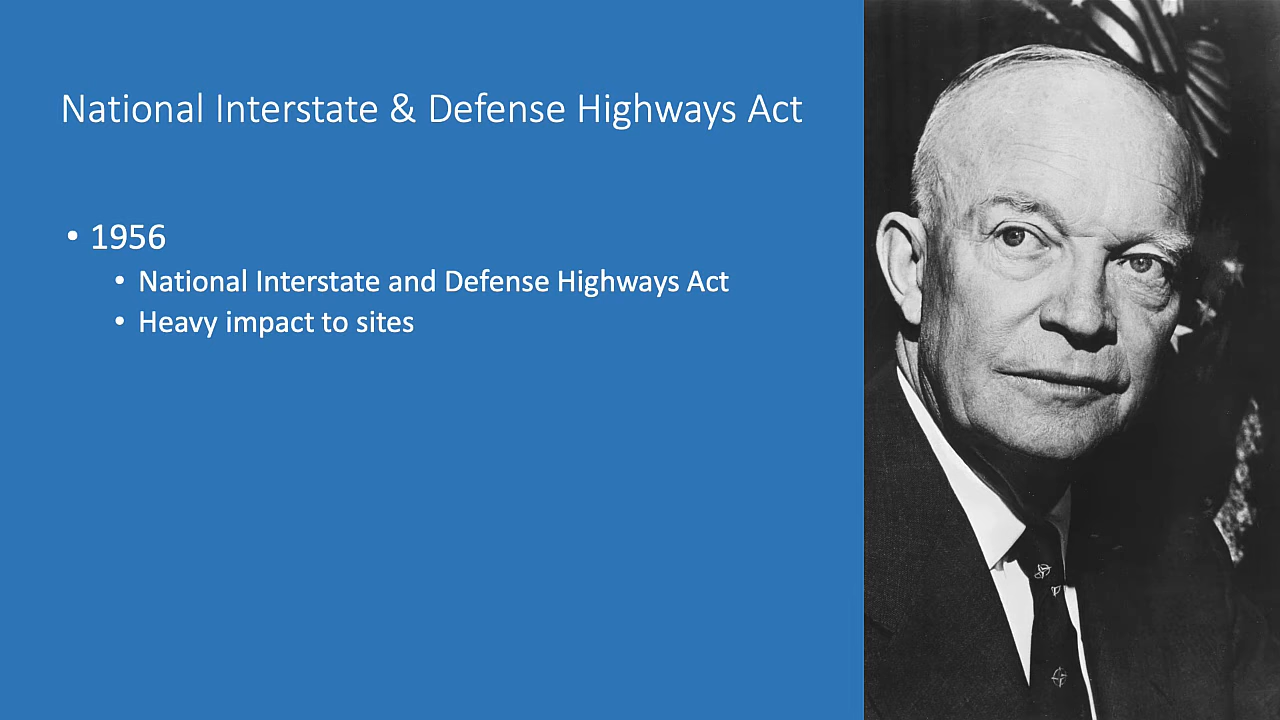 National Interstate & Defense Highways Act
• 1956
• National Interstate and Defense Highways Act
• Heavy impact to sites